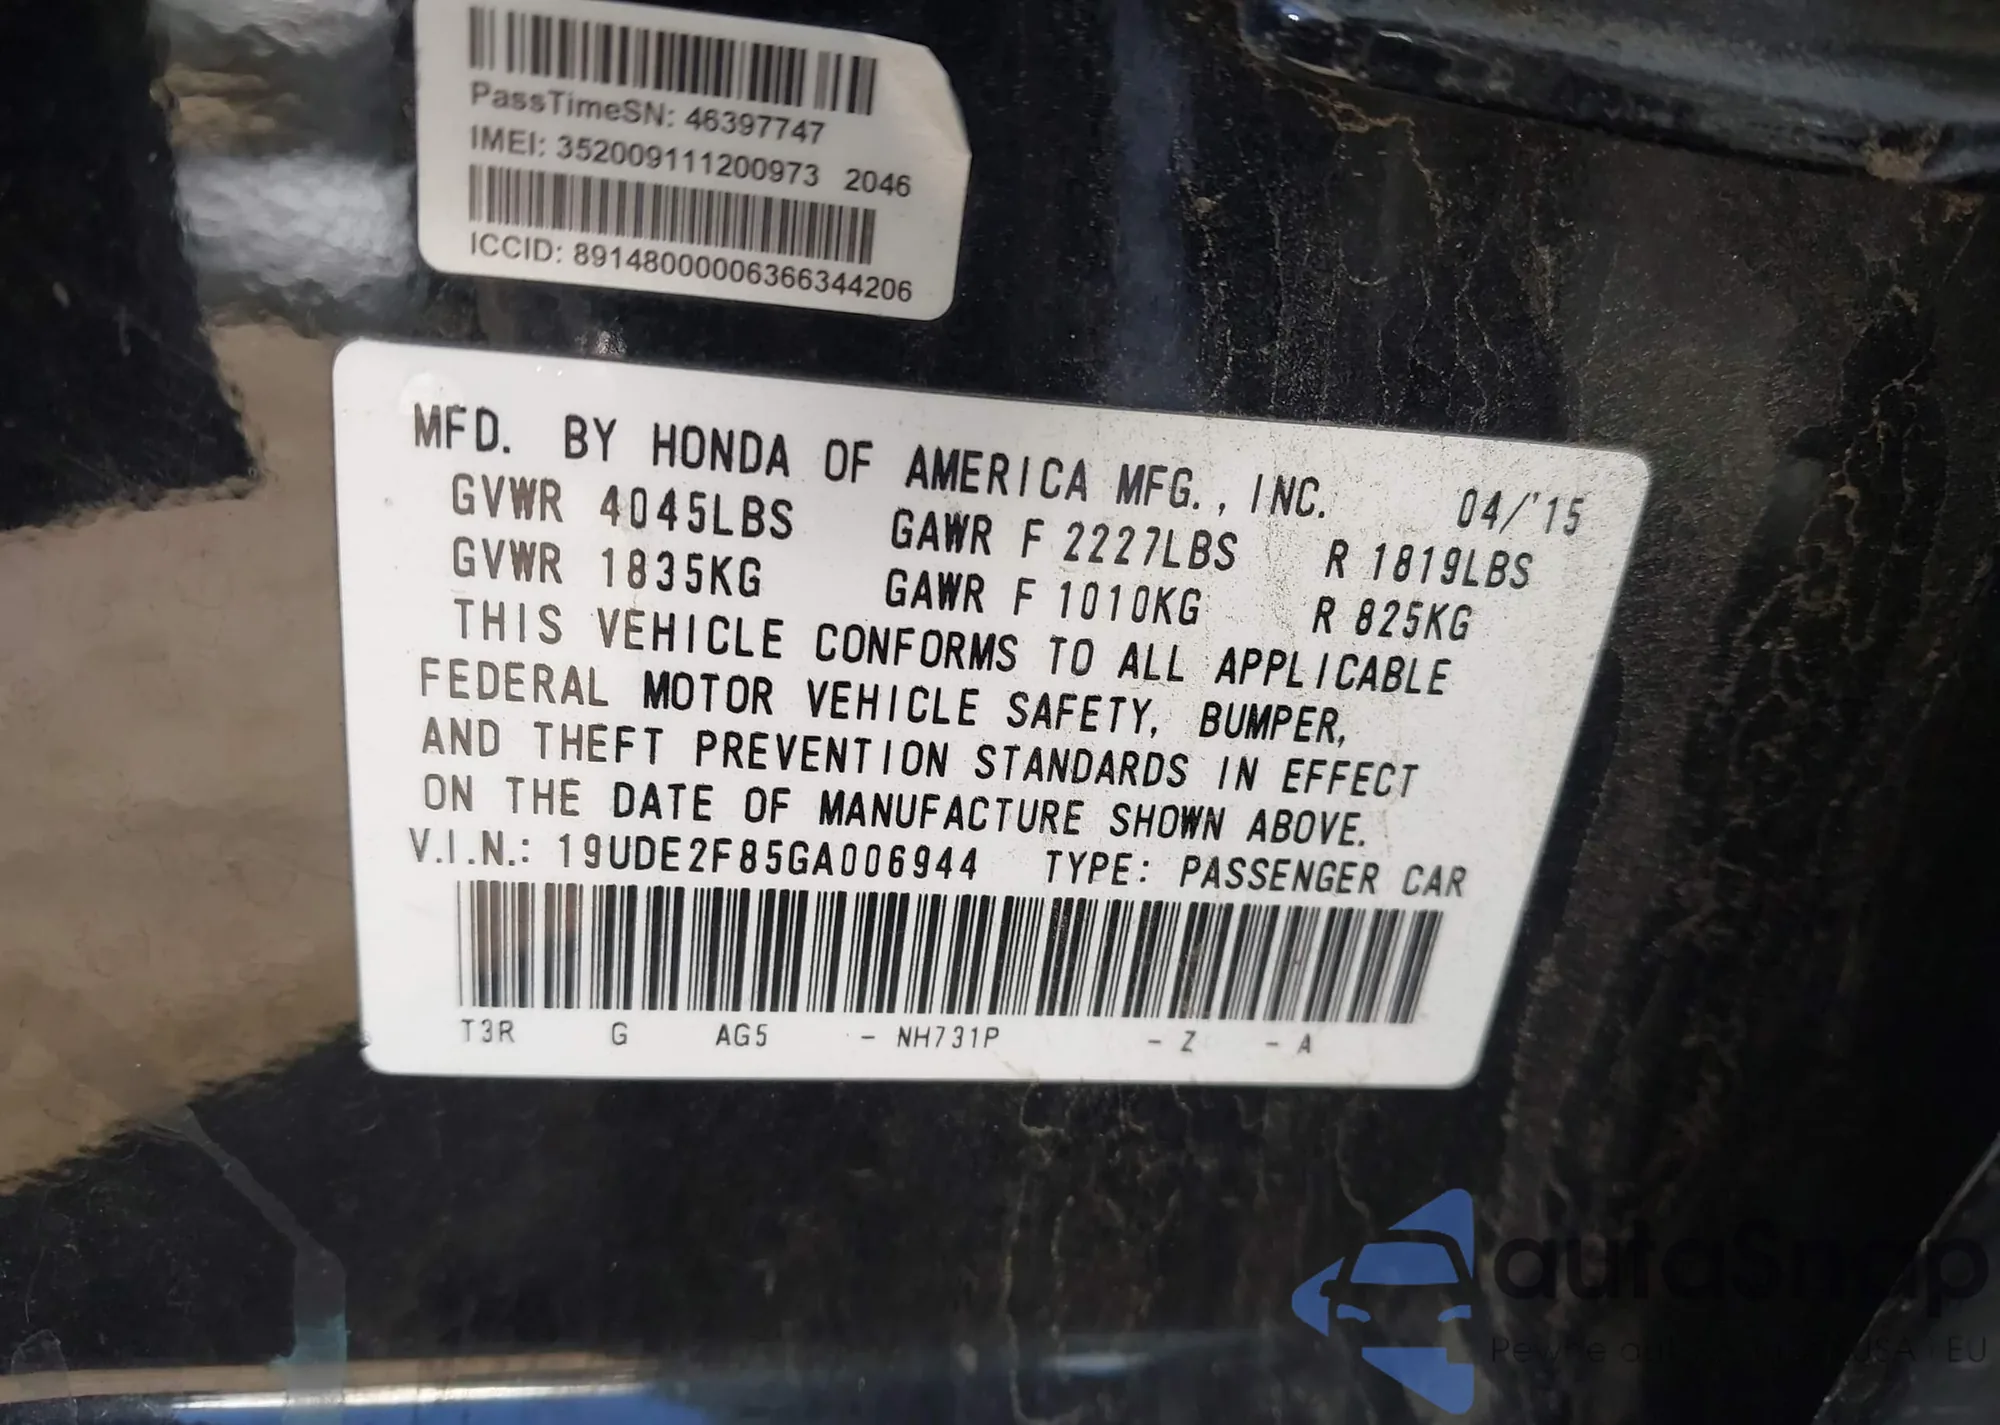 PassTimeSN: 46397747
IMEI: 352009111200973 2046
ICCID: 89148000006366344206
MFD. BY HONDA OF AMERICA MFG., INC. 04/'15
GVWR 4045LBS GAWR F 2227LBS R 1819LBS
GVWR 1835KG GAWR F 1010KG R 825KG
THIS VEHICLE CONFORMS TO ALL APPLICABLE
FEDERAL MOTOR VEHICLE SAFETY, BUMPER,
AND THEFT PREVENTION STANDARDS IN EFFECT
ON THE DATE OF MANUFACTURE SHOWN ABOVE.
V.I.N.: 19UDE2F85GA006944 TYPE: PASSENGER CAR
T3R G AG5 - NH731P - Z - A
autoSnap
USA EU